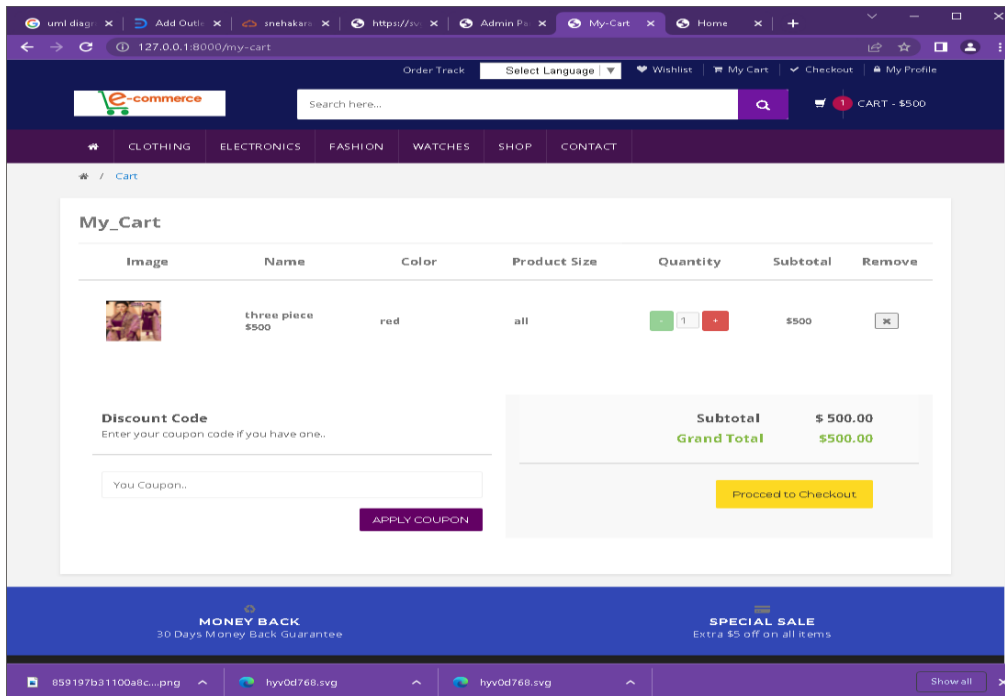 uml diagr
Add Outli
snehakara
https://sv
Admin Pa
My-Cart
Home
127.0.0.1:8000/my-cart
Order Track
Select Language
Wishlist
My Cart
Checkout
My Profile
e-commerce
Search here...
1
CART - $500
CLOTHING
ELECTRONICS
FASHION
WATCHES
SHOP
CONTACT
/ Cart
My_Cart
Image Name Color Product Size Quantity Subtotal Remove
three piece
$500
red
all
- 1 +
$500
Discount Code
Enter your coupon code if you have one..
You Coupon..
APPLY COUPON
Subtotal $ 500.00
Grand Total $500.00
Procced to Checkout
MONEY BACK
30 Days Money Back Guarantee
SPECIAL SALE
Extra $5 off on all items
859197b31100a8c....png
hyv0d768.svg
hyv0d768.svg
Show all